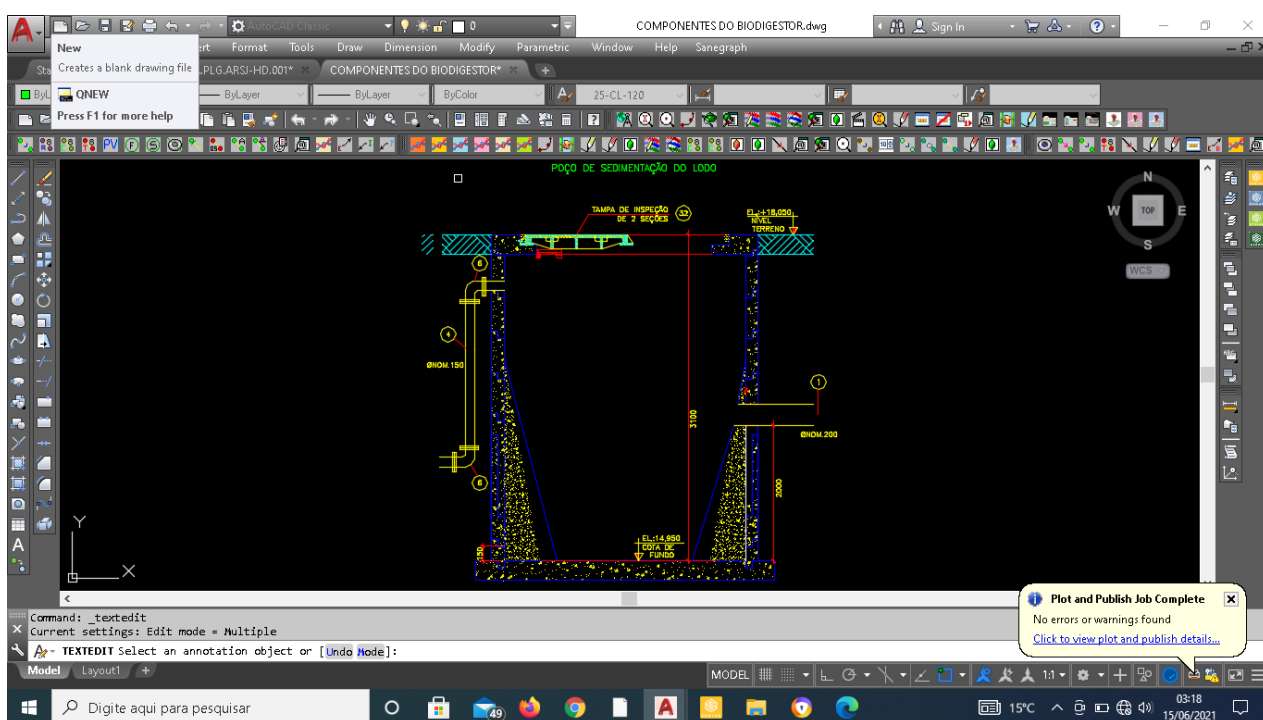 AutoCAD Classic
0
COMPONENTES DO BIODIGESTOR.dwg
Sign In
New
Format Tools Draw Dimension Modify Parametric Window Help Sanegraph
Creates a blank drawing file
PLG.ARSJ-HD.001*
COMPONENTES DO BIODIGESTOR*
QNEW
ByLayer
ByLayer
ByColor
25-CL-120
Press F1 for more help
POÇO DE SEDIMENTAÇÃO DO LODO
TAMPA DE INSPEÇÃO
DE 2 SEÇÕES
32
EL.:+18,050
NÍVEL
TERRENO
N
W
TOP
E
S
WCS
6
4
ØNOM.150
1
3100
ØNOM.200
6
2000
EL.:14,950
COTA DE
FUNDO
150
Y
X
Command: _textedit
Current settings: Edit mode = Multiple
TEXTEDIT Select an annotation object or [Undo Mode]:
Plot and Publish Job Complete
No errors or warnings found
Click to view plot and publish details...
Model Layout1 +
MODEL
1:1
Digite aqui para pesquisar
49
15°C
03:18
15/06/2021